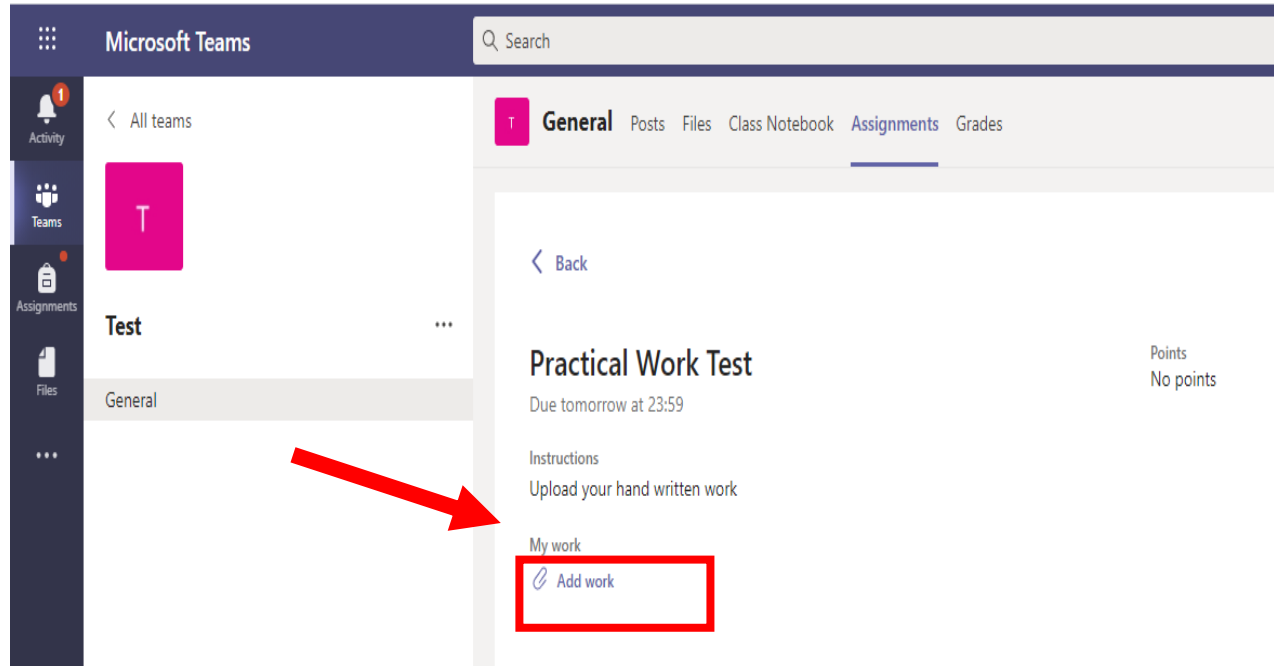 Microsoft Teams
Search
1
Activity
Teams
Assignments
Files
All teams
T
Test
General
T
General Posts Files Class Notebook Assignments Grades
Back
Practical Work Test
Due tomorrow at 23:59
Points
No points
Instructions
Upload your hand written work
My work
Add work